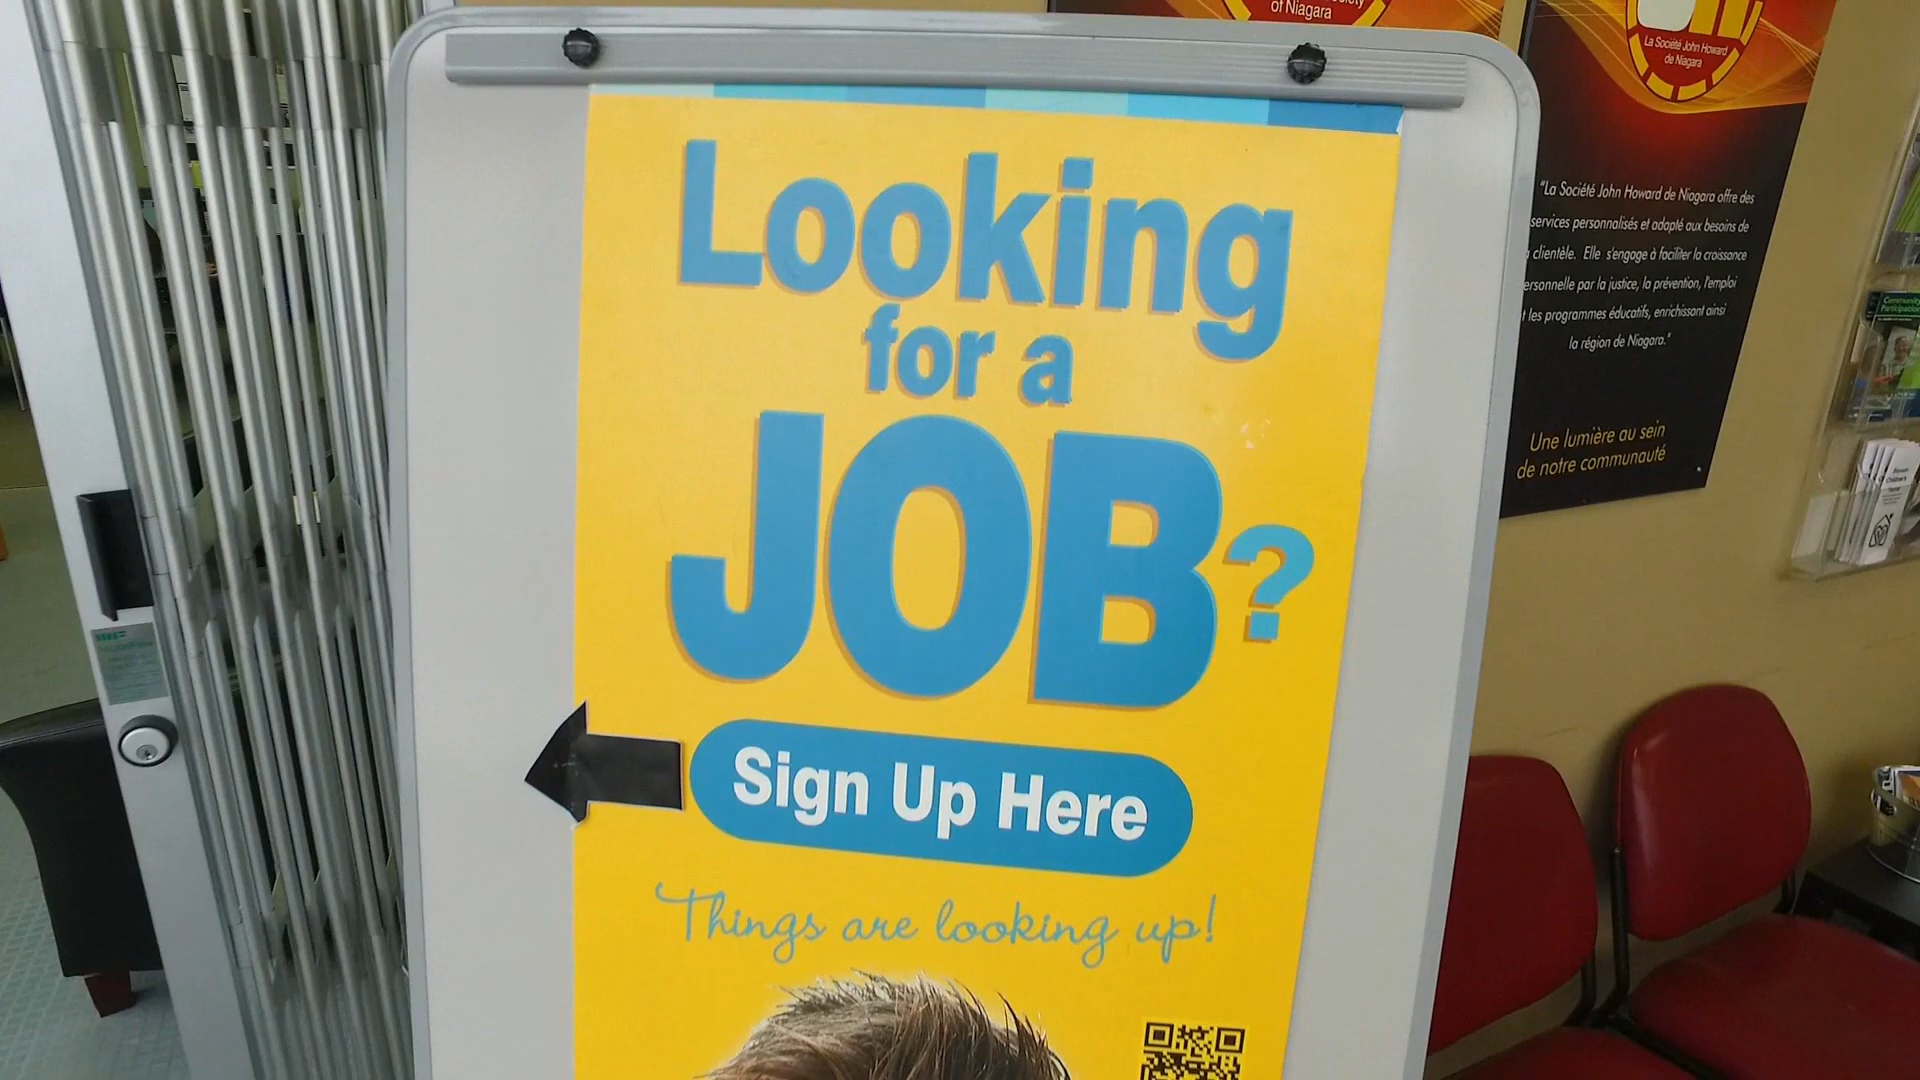 Looking
for a
JOB?
Sign Up Here
Things are looking up!
of Niagara
La Société John Howard
de Niagara
"La Société John Howard de Niagara offre des
services personnalisés et adapté aux besoins de
clientèle. Elle s'engage à faciliter la croissance
ersonnelle par la justice, la prévention, l'emploi
t les programmes éducatifs, enrichissant ainsi
la région de Niagara."
Une lumière au sein
de notre communauté
Community
Participation